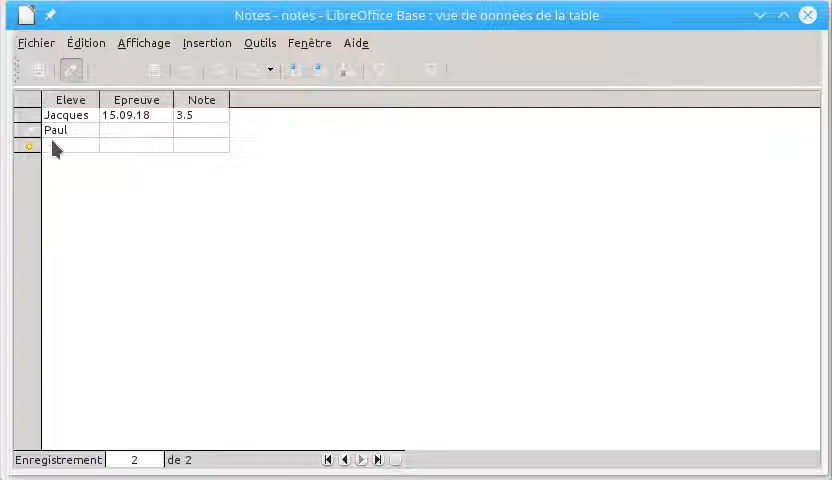 Notes - notes - LibreOffice Base : vue de données de la table
Fichier Édition Affichage Insertion Outils Fenêtre Aide
Eleve Epreuve Note
Jacques 15.09.18 3.5
Paul
Enregistrement 2 de 2